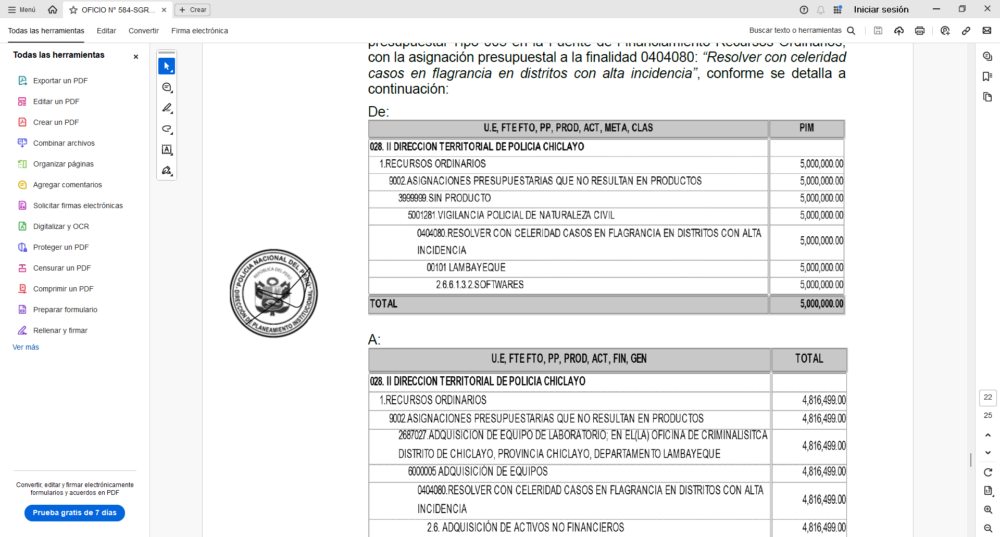 Menú
OFICIO N° 584-SGR...
Crear
Iniciar sesión
Todas las herramientas
Editar
Convertir
Firma electrónica
Buscar texto o herramientas
Todas las herramientas
Exportar un PDF
Editar un PDF
Crear un PDF
Combinar archivos
Organizar páginas
Agregar comentarios
Solicitar firmas electrónicas
Digitalizar y OCR
Proteger un PDF
Censurar un PDF
Comprimir un PDF
Preparar formulario
Rellenar y firmar
Ver más
Convertir, editar y firmar electrónicamente
formularios y acuerdos en PDF
Prueba gratis de 7 días
presupuestal Tipo 003 en la Fuente de Financiamiento Recursos Ordinarios,
con la asignación presupuestal a la finalidad 0404080: “Resolver con celeridad
casos en flagrancia en distritos con alta incidencia”, conforme se detalla a
continuación:
De:
U.E, FTE FTO, PP, PROD, ACT, META, CLAS PIM
028. II DIRECCION TERRITORIAL DE POLICIA CHICLAYO
1.RECURSOS ORDINARIOS 5,000,000.00
9002.ASIGNACIONES PRESUPUESTARIAS QUE NO RESULTAN EN PRODUCTOS 5,000,000.00
3999999.SIN PRODUCTO 5,000,000.00
5001281.VIGILANCIA POLICIAL DE NATURALEZA CIVIL 5,000,000.00
0404080.RESOLVER CON CELERIDAD CASOS EN FLAGRANCIA EN DISTRITOS CON ALTA
INCIDENCIA 5,000,000.00
00101 LAMBAYEQUE 5,000,000.00
2.6.6.1.3.2.SOFTWARES 5,000,000.00
TOTAL 5,000,000.00
POLICIA NACIONAL DEL PERÚ
REPÚBLICA DEL PERÚ
DIRECCIÓN DE PLANEAMIENTO INSTITUCIONAL
A:
U.E, FTE FTO, PP, PROD, ACT, FIN, GEN TOTAL
028. II DIRECCION TERRITORIAL DE POLICIA CHICLAYO
1.RECURSOS ORDINARIOS 4,816,499.00
9002.ASIGNACIONES PRESUPUESTARIAS QUE NO RESULTAN EN PRODUCTOS 4,816,499.00
2687027.ADQUISICION DE EQUIPO DE LABORATORIO; EN EL(LA) OFICINA DE CRIMINALISITCA
DISTRITO DE CHICLAYO, PROVINCIA CHICLAYO, DEPARTAMENTO LAMBAYEQUE 4,816,499.00
6000005 ADQUISICIÓN DE EQUIPOS 4,816,499.00
0404080.RESOLVER CON CELERIDAD CASOS EN FLAGRANCIA EN DISTRITOS CON ALTA
INCIDENCIA 4,816,499.00
2.6. ADQUISICIÓN DE ACTIVOS NO FINANCIEROS 4,816,499.00
22
25